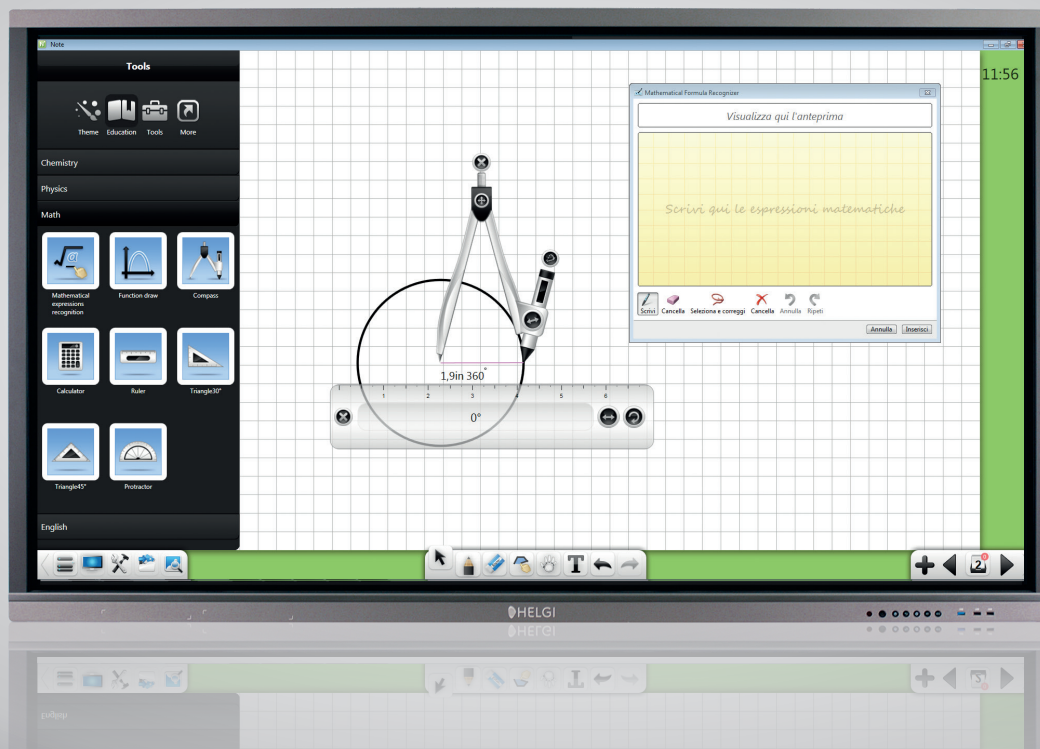 Note
11:56
Tools
Theme
Education
Tools
More
Chemistry
Physics
Math
Mathematical
expressions
recognition
Function draw
Compass
Calculator
Ruler
Triangle30°
Triangle45°
Protractor
English
Mathematical Formula Recognizer
Visualizza qui l'anteprima
Scrivi qui le espressioni matematiche
Scrivi
Cancella
Seleziona e correggi
Cancella
Annulla
Ripeti
Annulla
Inserisci
1,9in 360°
1 2 3 4 5 6
0°
T
2
HELGI